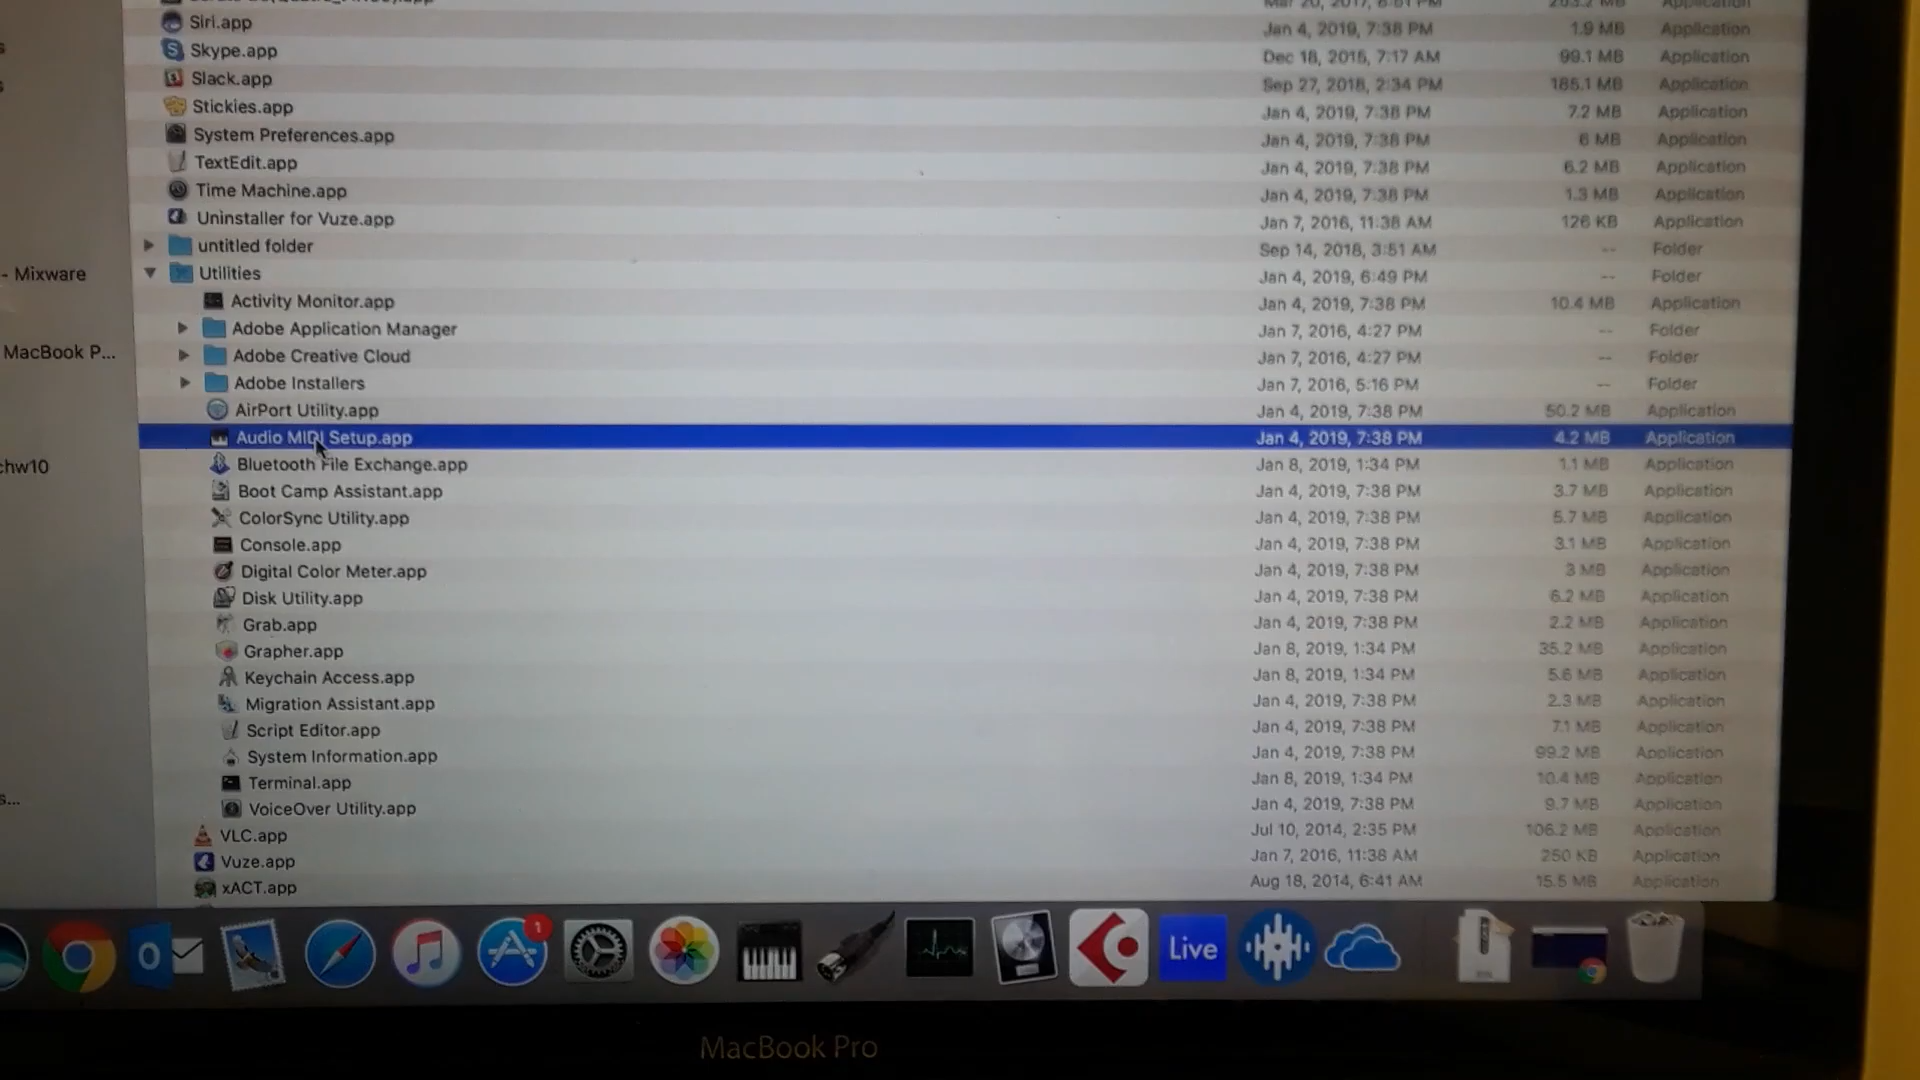 Siri.app Jan 4, 2019, 7:38 PM 1.9 MB Application
Skype.app Dec 18, 2015, 7:17 AM 99.1 MB Application
Slack.app Sep 27, 2018, 2:34 PM 185.1 MB Application
Stickies.app Jan 4, 2019, 7:38 PM 7.2 MB Application
System Preferences.app Jan 4, 2019, 7:38 PM 6 MB Application
TextEdit.app Jan 4, 2019, 7:38 PM 6.2 MB Application
Time Machine.app Jan 4, 2019, 7:38 PM 1.3 MB Application
Uninstaller for Vuze.app Jan 7, 2016, 11:38 AM 126 KB Application
untitled folder Sep 14, 2018, 3:51 AM -- Folder
- Mixware
Utilities Jan 4, 2019, 6:49 PM -- Folder
Activity Monitor.app Jan 4, 2019, 7:38 PM 10.4 MB Application
Adobe Application Manager Jan 7, 2016, 4:27 PM -- Folder
MacBook P...
Adobe Creative Cloud Jan 7, 2016, 4:27 PM -- Folder
Adobe Installers Jan 7, 2016, 5:16 PM -- Folder
AirPort Utility.app Jan 4, 2019, 7:38 PM 50.2 MB Application
Audio MIDI Setup.app Jan 4, 2019, 7:38 PM 4.2 MB Application
chw10
Bluetooth File Exchange.app Jan 8, 2019, 1:34 PM 1.1 MB Application
Boot Camp Assistant.app Jan 4, 2019, 7:38 PM 3.7 MB Application
ColorSync Utility.app Jan 4, 2019, 7:38 PM 5.7 MB Application
Console.app Jan 4, 2019, 7:38 PM 3.1 MB Application
Digital Color Meter.app Jan 4, 2019, 7:38 PM 3 MB Application
Disk Utility.app Jan 4, 2019, 7:38 PM 6.2 MB Application
Grab.app Jan 4, 2019, 7:38 PM 2.2 MB Application
Grapher.app Jan 8, 2019, 1:34 PM 35.2 MB Application
Keychain Access.app Jan 8, 2019, 1:34 PM 5.6 MB Application
Migration Assistant.app Jan 4, 2019, 7:38 PM 2.3 MB Application
Script Editor.app Jan 4, 2019, 7:38 PM 7.1 MB Application
System Information.app Jan 4, 2019, 7:38 PM 99.2 MB Application
Terminal.app Jan 8, 2019, 1:34 PM 10.4 MB Application
s...
VoiceOver Utility.app Jan 4, 2019, 7:38 PM 9.7 MB Application
VLC.app Jul 10, 2014, 2:35 PM 106.2 MB Application
Vuze.app Jan 7, 2016, 11:38 AM 250 KB Application
xACT.app Aug 18, 2014, 6:41 AM 15.5 MB Application
1
Live
MacBook Pro